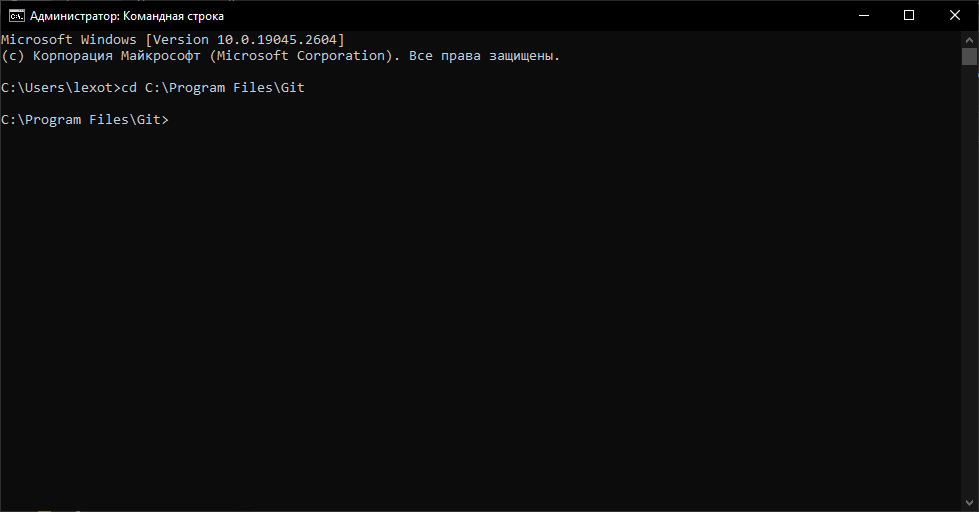 Администратор: Командная строка
Microsoft Windows [Version 10.0.19045.2604]
(c) Корпорация Майкрософт (Microsoft Corporation). Все права защищены.
C:\Users\lexot>cd C:\Program Files\Git
C:\Program Files\Git>